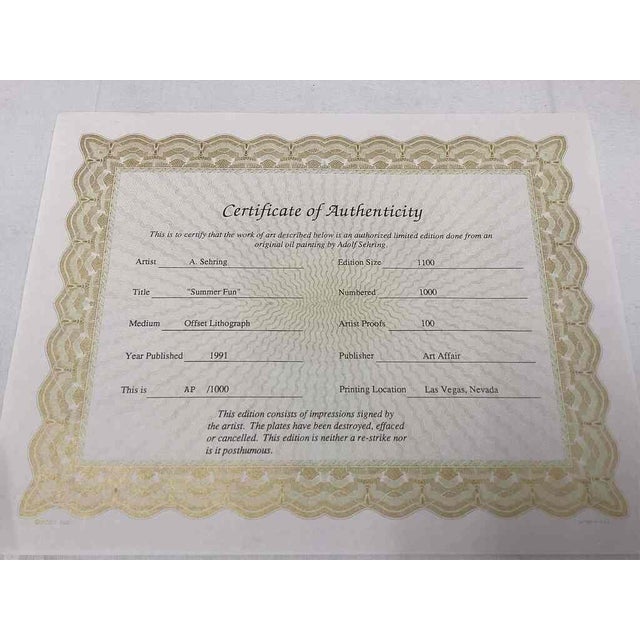 Certificate of Authenticity
This is to certify that the work of art described below is an authorized limited edition done from an
original oil painting by Adolf Sehring.
Artist A. Sehring Edition Size 1100
Title "Summer Fun" Numbered 1000
Medium Offset Lithograph Artist Proofs 100
Year Published 1991 Publisher Art Affair
This is AP /1000 Printing Location Las Vegas, Nevada
This edition consists of impressions signed by
the artist. The plates have been destroyed, effaced
or cancelled. This edition is neither a re-strike nor
is it posthumous.